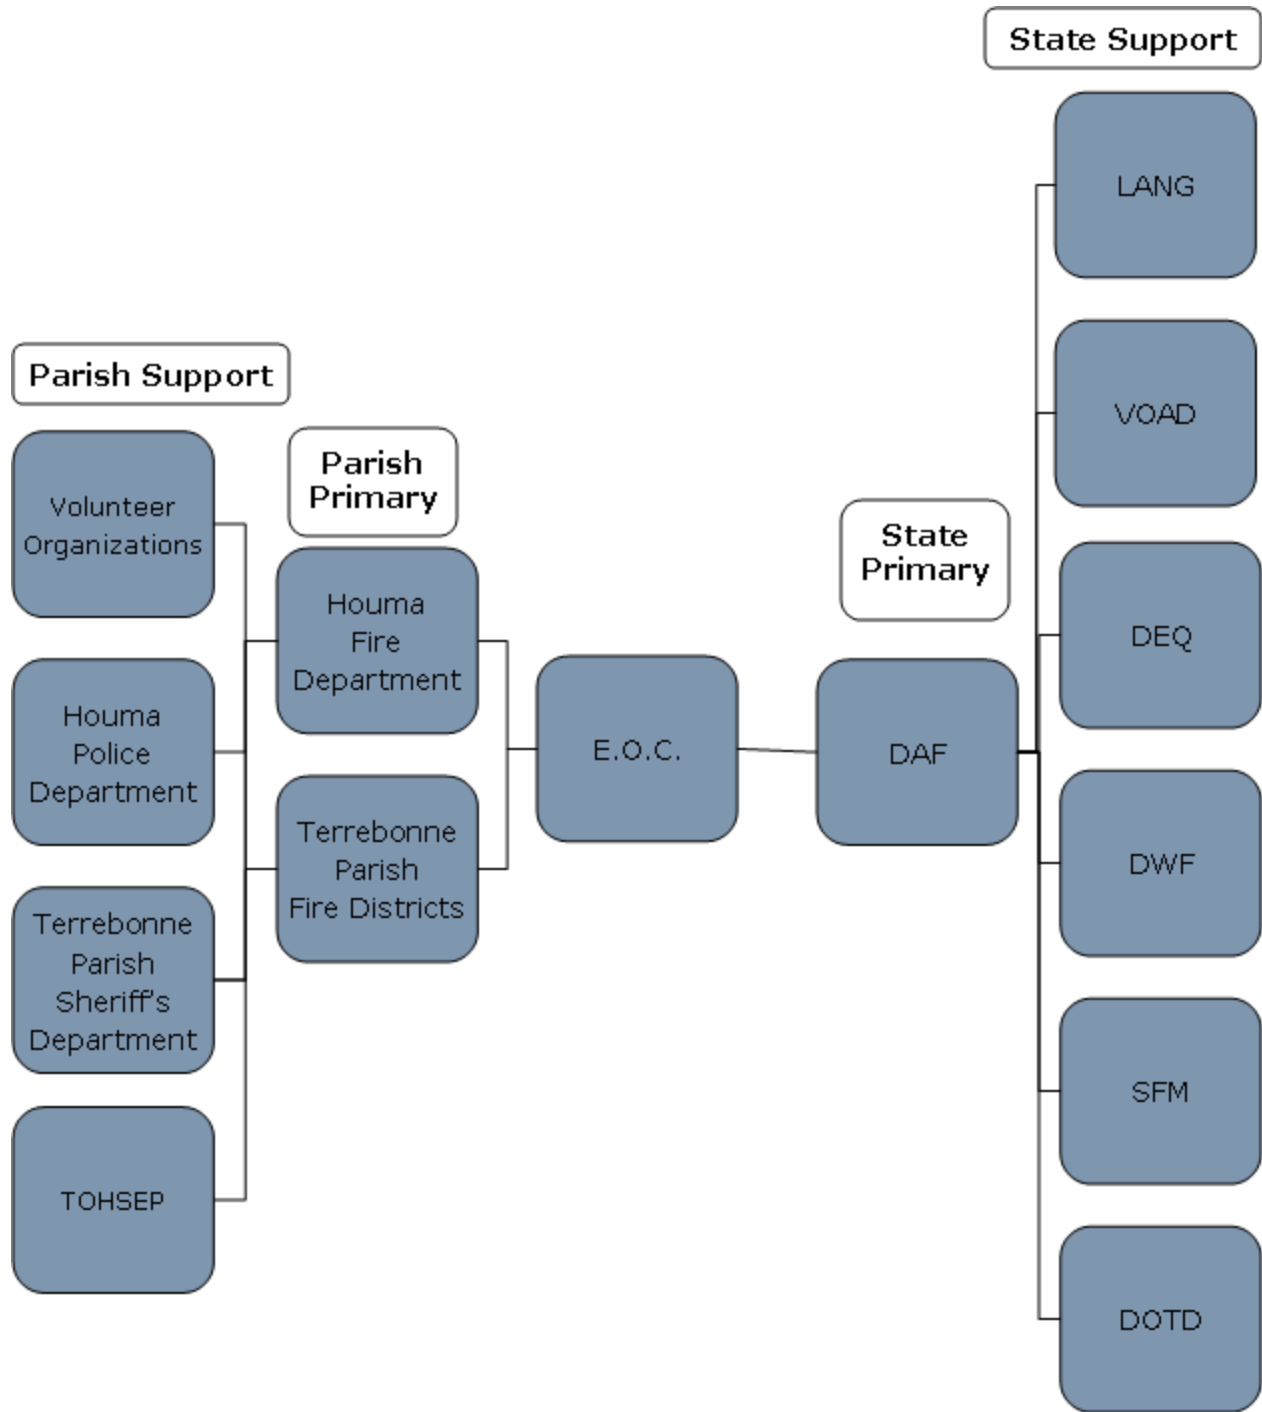 State Support
LANG
VOAD
DEQ
DWF
SFM
DOTD
Parish Support
Volunteer
Organizations
Houma
Police
Department
Terrebonne
Parish
Sheriff's
Department
TOHSEP
Parish
Primary
Houma
Fire
Department
Terrebonne
Parish
Fire Districts
E.O.C.
State
Primary
DAF